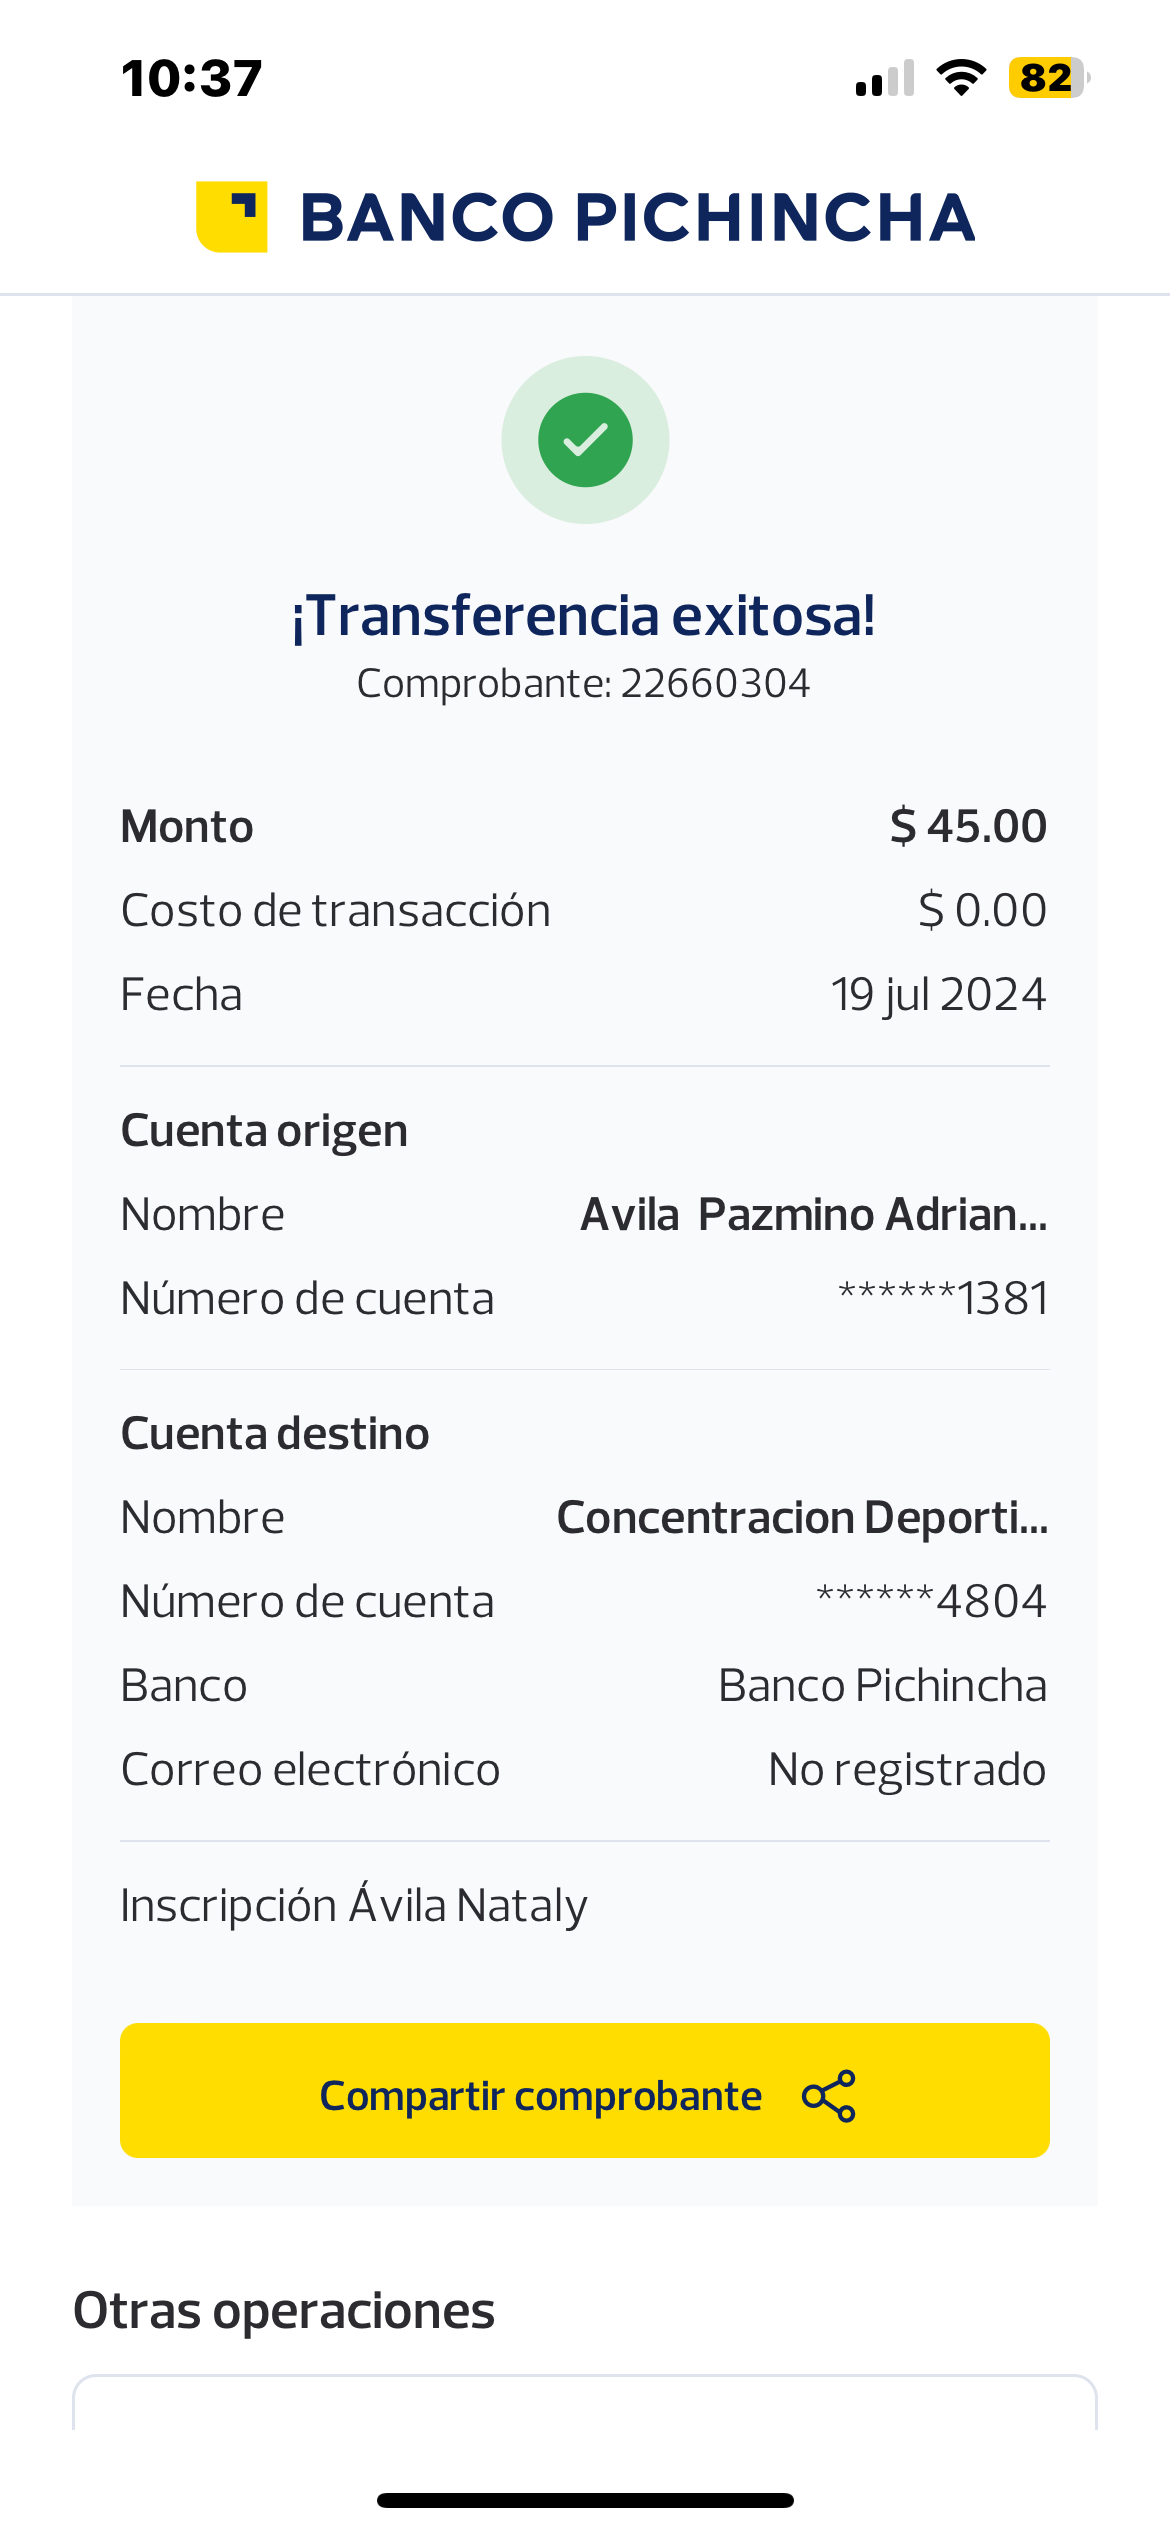 10:37
82
BANCO PICHINCHA
¡Transferencia exitosa!
Comprobante: 22660304
Monto $ 45.00
Costo de transacción $ 0.00
Fecha 19 jul 2024
Cuenta origen
Nombre Avila  Pazmino Adrian...
Número de cuenta ******1381
Cuenta destino
Nombre Concentracion Deporti...
Número de cuenta ******4804
Banco Banco Pichincha
Correo electrónico No registrado
Inscripción Ávila Nataly
Compartir comprobante
Otras operaciones